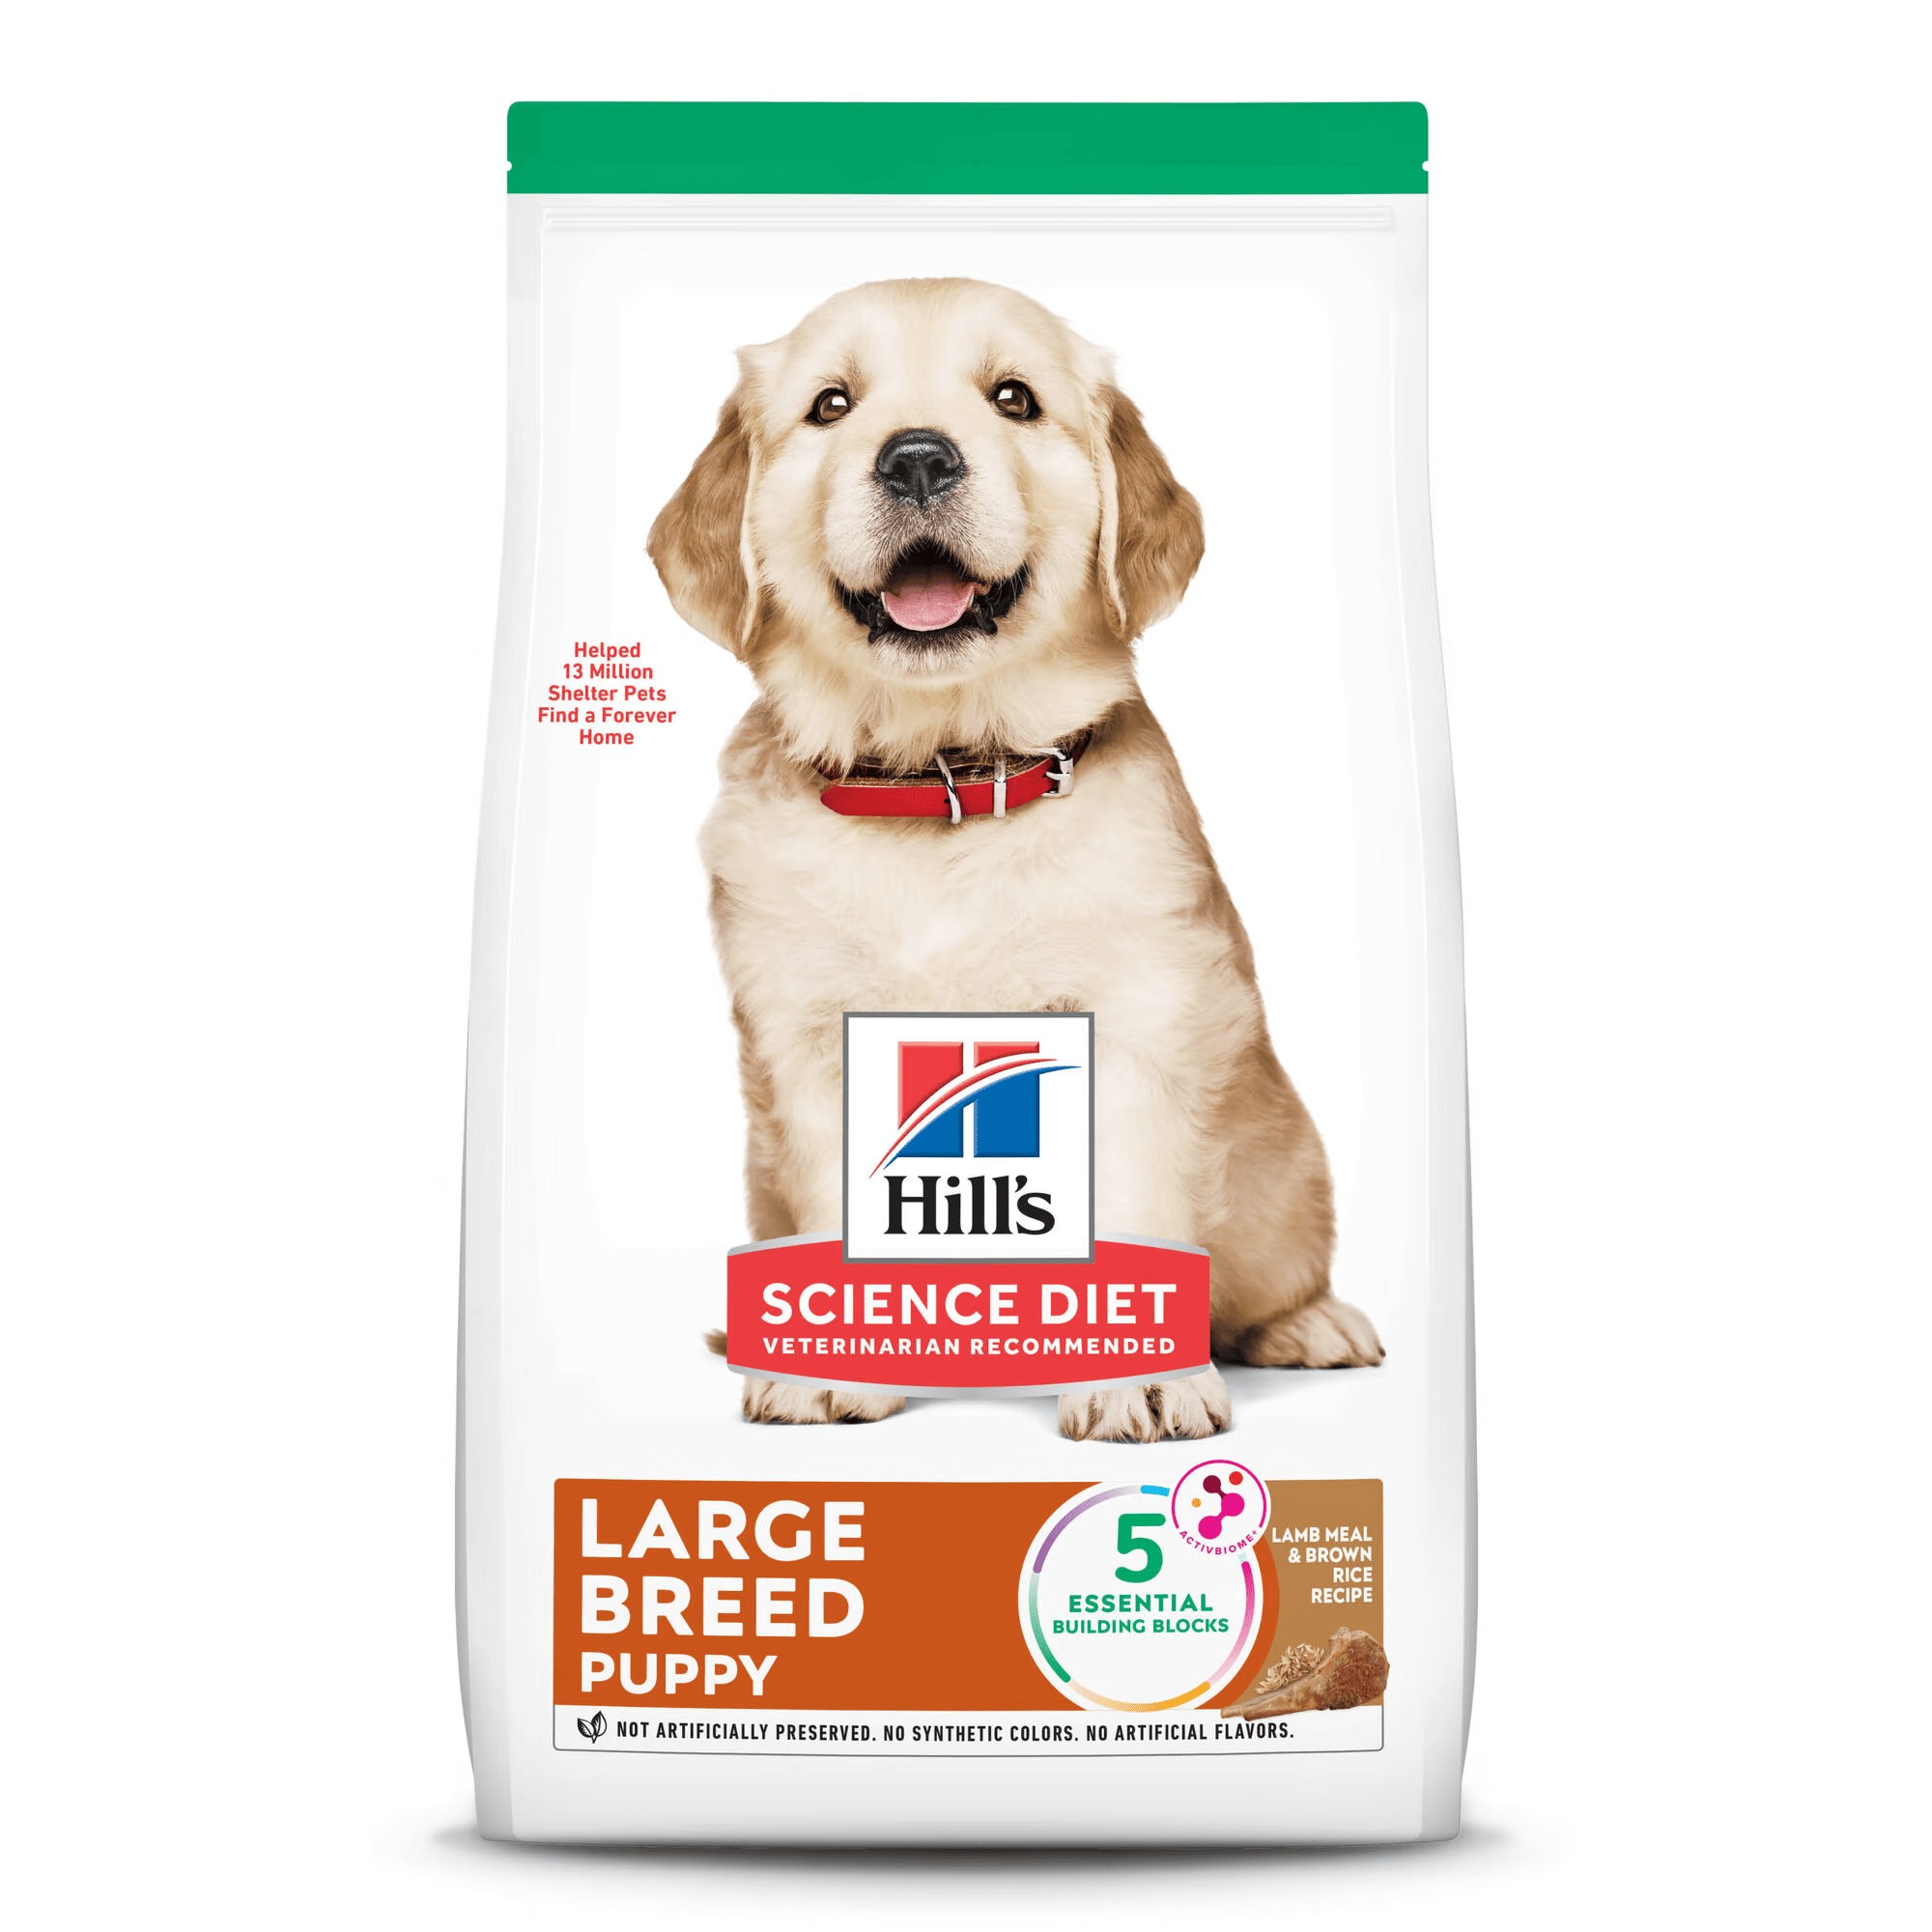 Helped
13 Million
Shelter Pets
Find a Forever
Home
Hill's
SCIENCE DIET
VETERINARIAN RECOMMENDED
LARGE
BREED
PUPPY
5
ESSENTIAL
BUILDING BLOCKS
ACTIVBIOME+
LAMB MEAL
& BROWN
RICE
RECIPE
NOT ARTIFICIALLY PRESERVED. NO SYNTHETIC COLORS. NO ARTIFICIAL FLAVORS.